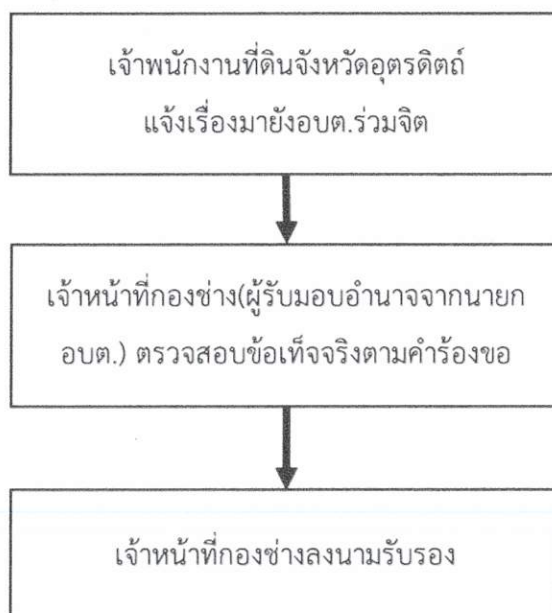 เจ้าพนักงานที่ดินจังหวัดอุตรดิตถ์
แจ้งเรื่องมายังอบต.ร่วมจิต
เจ้าหน้าที่กองช่าง(ผู้รับมอบอำนาจจากนายก
อบต.) ตรวจสอบข้อเท็จจริงตามคำร้องขอ
เจ้าหน้าที่กองช่างลงนามรับรอง